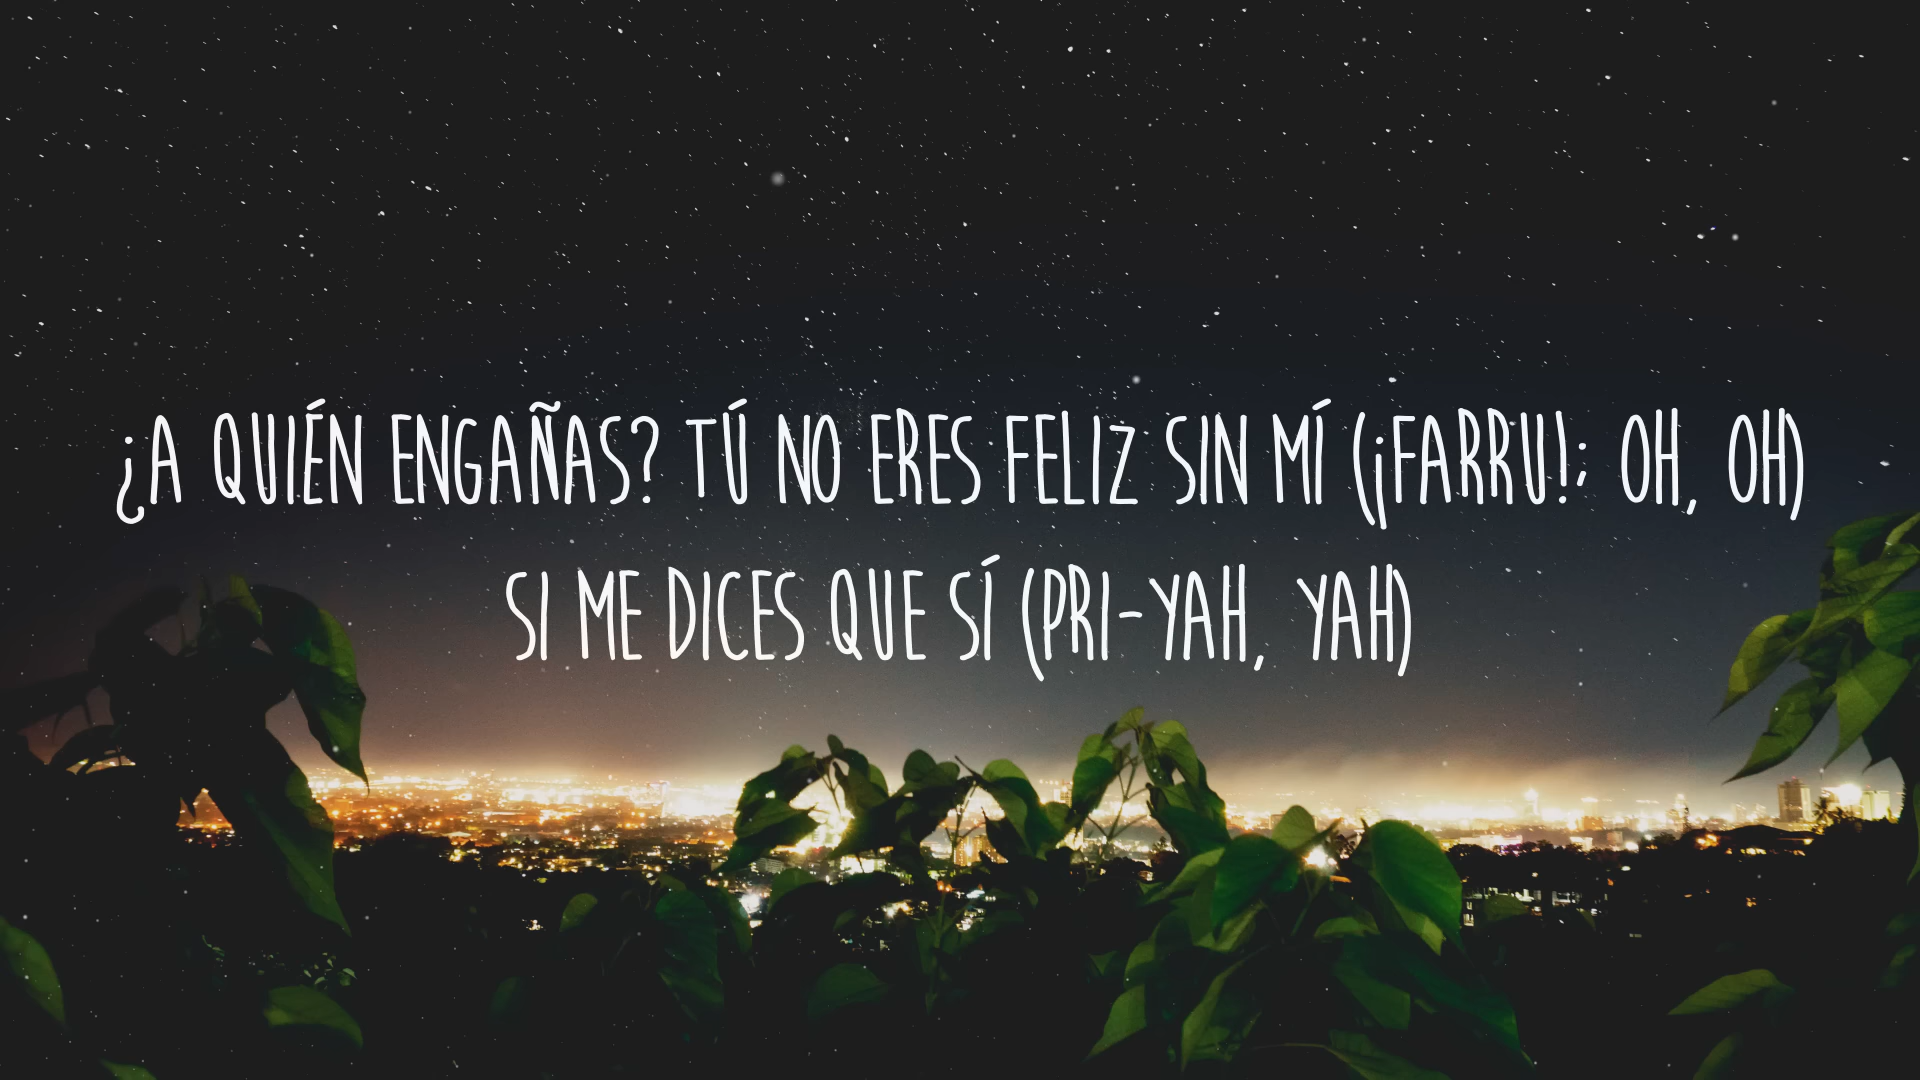 ¿A QUIÉN ENGAÑAS? TÚ NO ERES FELIZ SIN MÍ (¡FARRU!; OH, OH)
SI ME DICES QUE SÍ (PRI-YAH, YAH)